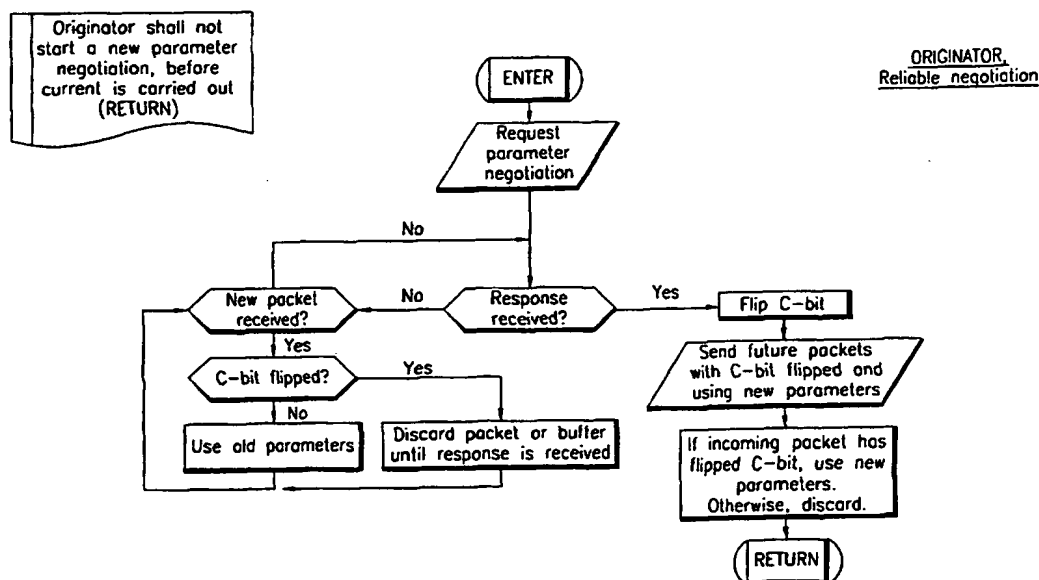 Originator shall not
start a new parameter
negotiation, before
current is carried out
(RETURN)
ORIGINATOR,
Reliable negotiation
ENTER
Request
parameter
negotiation
No
New packet
received?
No
Response
received?
Yes
Flip C-bit
Yes
C-bit flipped?
Yes
Send future packets
with C-bit flipped and
using new parameters
No
Use old parameters
Discard packet or buffer
until response is received
If incoming packet has
flipped C-bit, use new
parameters.
Otherwise, discard.
RETURN